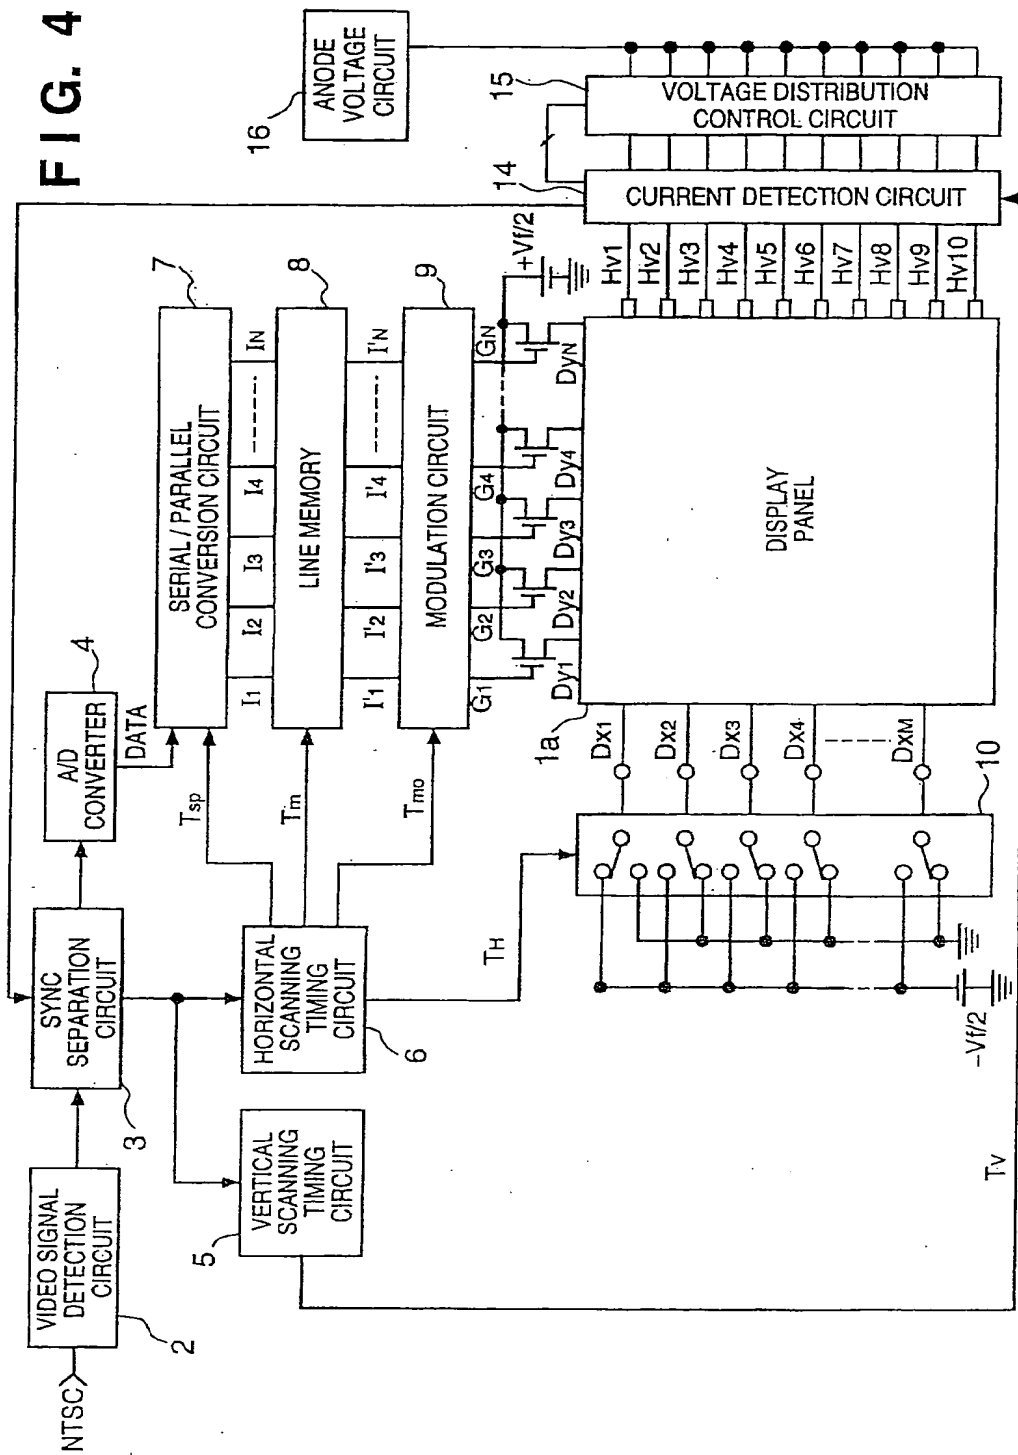 FIG. 4
NTSC
VIDEO SIGNAL
DETECTION
CIRCUIT
2
SYNC
SEPARATION
CIRCUIT
3
A/D
CONVERTER
4
DATA
VERTICAL
SCANNING
TIMING
CIRCUIT
5
HORIZONTAL
SCANNING
TIMING
CIRCUIT
6
Tsp
Tm
Tmo
TH
SERIAL/PARALLEL
CONVERSION CIRCUIT
7
I1 I2 I3 I4 IN
LINE MEMORY
8
I'1 I'2 I'3 I'4 I'N
MODULATION CIRCUIT
9
G1 G2 G3 G4 GN
+Vf/2
Dy1 Dy2 Dy3 Dy4 DyN
1a
DISPLAY
PANEL
Dx1
Dx2
Dx3
Dx4
DxM
10
-Vf/2
TV
Hv1
Hv2
Hv3
Hv4
Hv5
Hv6
Hv7
Hv8
Hv9
Hv10
14
CURRENT DETECTION CIRCUIT
15
VOLTAGE DISTRIBUTION
CONTROL CIRCUIT
16
ANODE
VOLTAGE
CIRCUIT